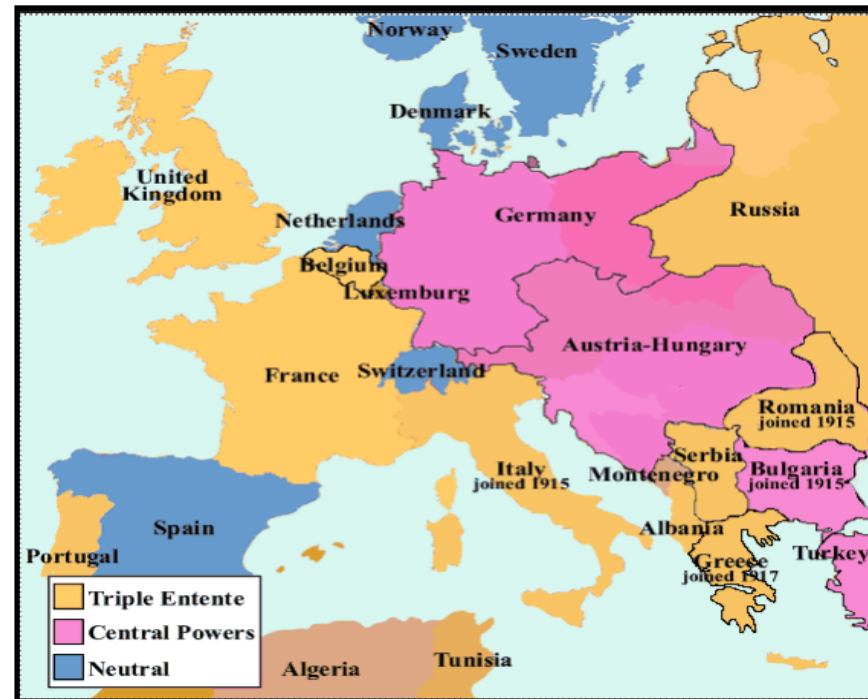 Norway
Sweden
Denmark
United
Kingdom
Netherlands
Germany
Russia
Belgium
Luxemburg
Austria-Hungary
France
Switzerland
Romania
joined 1915
Serbia
Italy
joined 1915
Montenegro
Bulgaria
joined 1915
Spain
Portugal
Albania
Greece
joined 1917
Turkey
Triple Entente
Central Powers
Neutral
Algeria
Tunisia